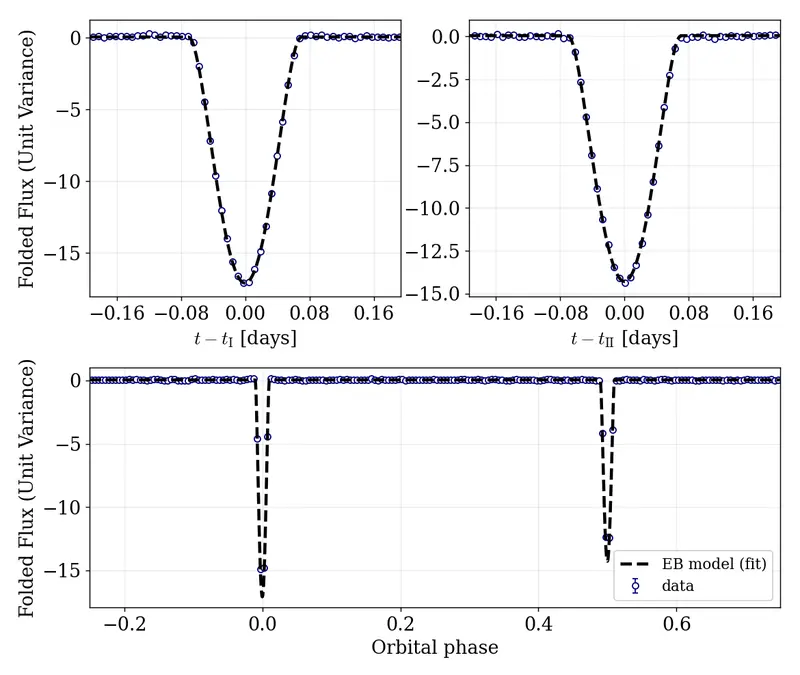 Folded Flux (Unit Variance)
0
−5
−10
−15
−0.16 −0.08 0.00 0.08 0.16
t − tI [days]
0.0
−2.5
−5.0
−7.5
−10.0
−12.5
−15.0
−0.16 −0.08 0.00 0.08 0.16
t − tII [days]
Folded Flux (Unit Variance)
0
−5
−10
−15
EB model (fit)
data
−0.2 0.0 0.2 0.4 0.6
Orbital phase